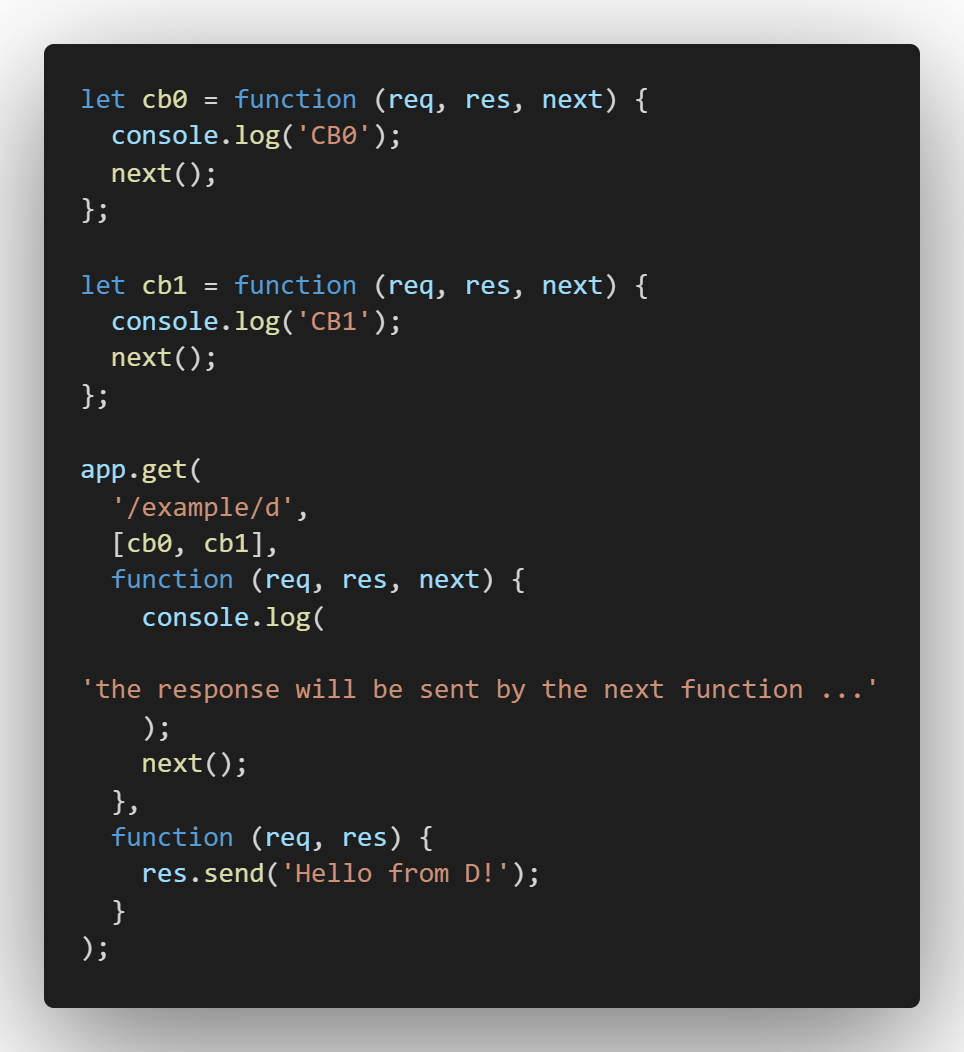 let cb0 = function (req, res, next) {
  console.log('CB0');
  next();
};

let cb1 = function (req, res, next) {
  console.log('CB1');
  next();
};

app.get(
  '/example/d',
  [cb0, cb1],
  function (req, res, next) {
    console.log(

'the response will be sent by the next function ...'
    );
    next();
  },
  function (req, res) {
    res.send('Hello from D!');
  }
);